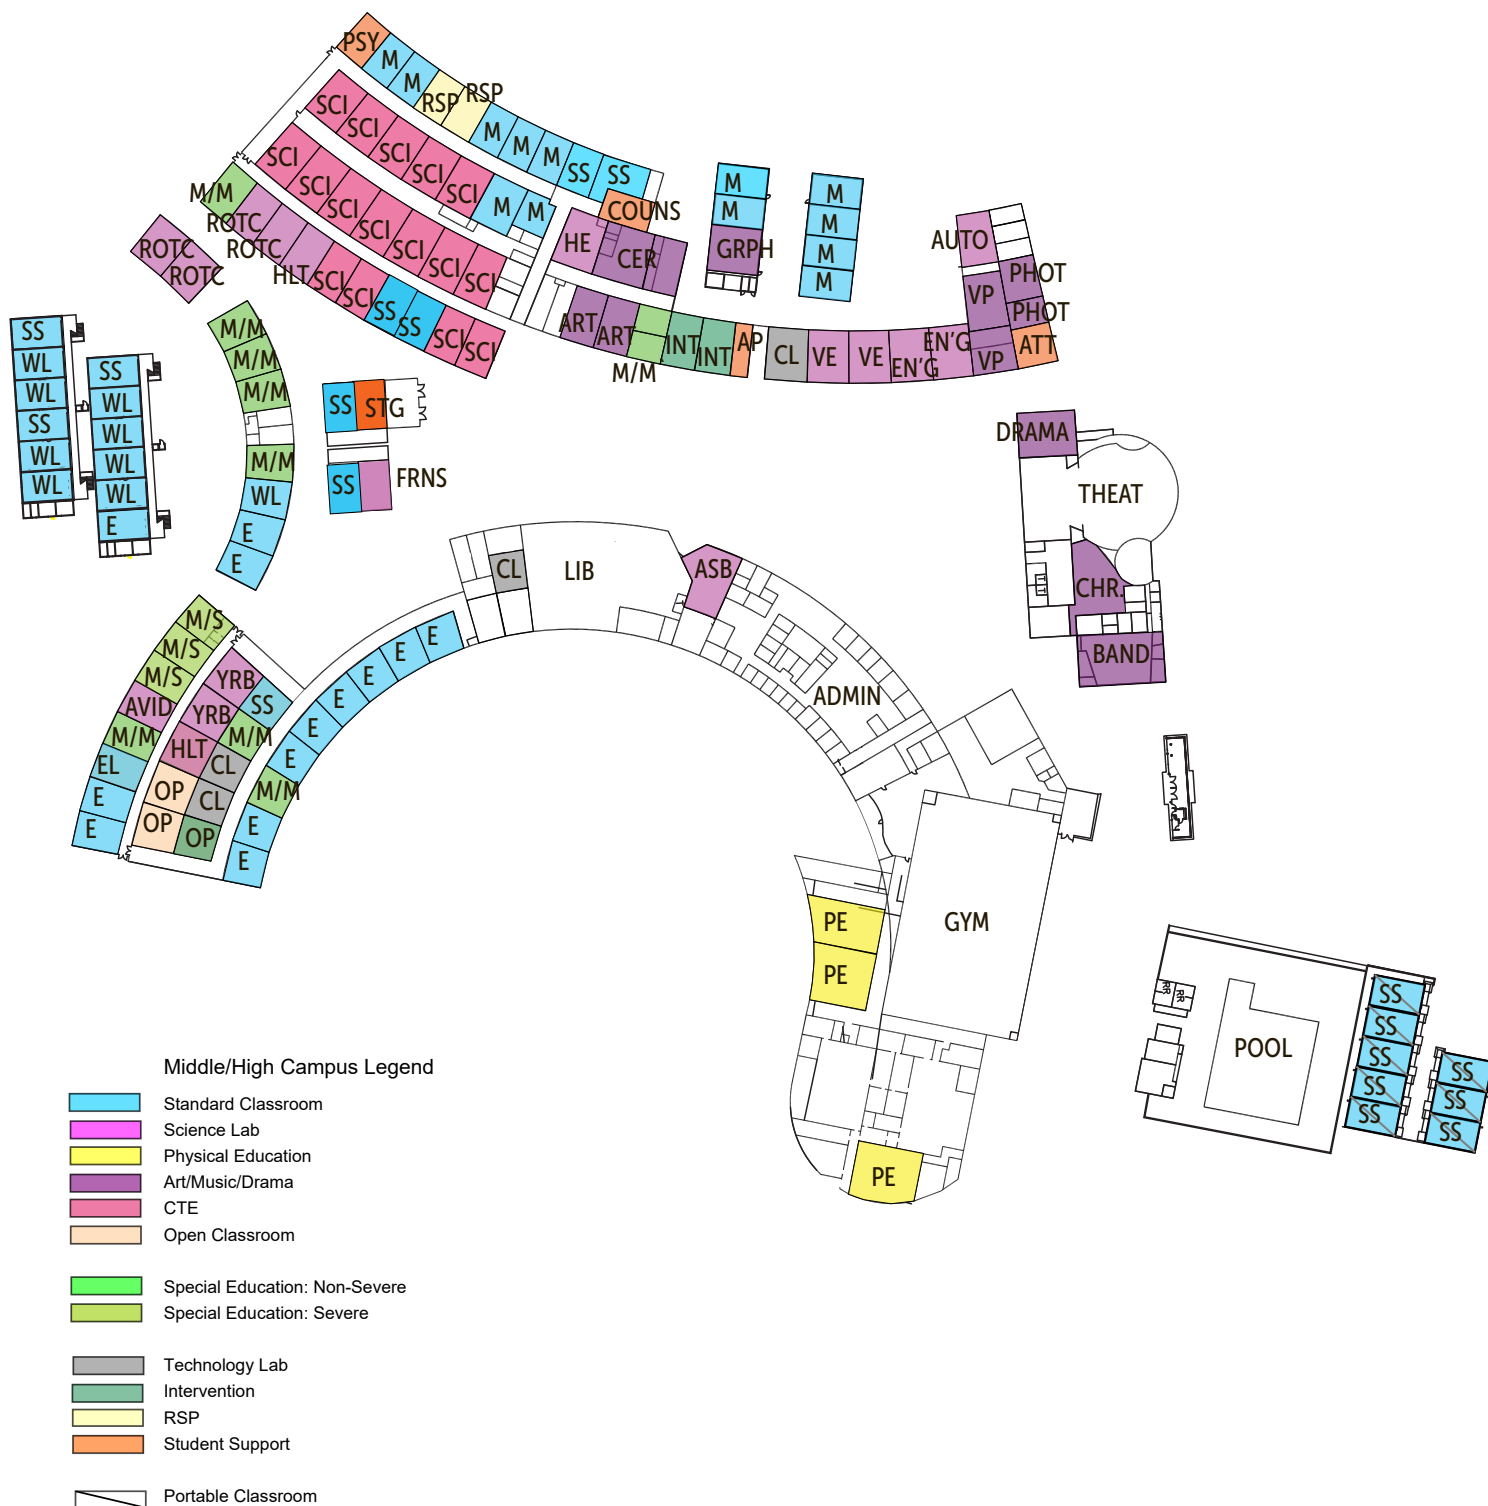 PSY
M
M
RSP
RSP
M
M
M
SS
SS
COUNS
SCI
SCI
SCI
SCI
SCI
M
M
SCI
SCI
SCI
SCI
SCI
SCI
SCI
M/M
ROTC
ROTC
HLT
SCI
SCI
SS
SS
SCI
SCI
ROTC
ROTC
HE
CER
ART
ART
M/M
INT
INT
AP
CL
VE
VE
EN'G
EN'G
VP
VP
ATT
PHOT
PHOT
AUTO
M
M
GRPH
M
M
M
M
SS
WL
WL
SS
WL
WL
SS
WL
WL
WL
WL
E
M/M
M/M
M/M
M/M
WL
E
E
SS
STG
SS
FRNS
DRAMA
THEAT
CHR.
BAND
CL
LIB
ASB
ADMIN
M/S
M/S
M/S
AVID
M/M
EL
E
E
YRB
SS
YRB
M/M
HLT
CL
OP
CL
OP
OP
E
E
E
E
E
E
E
M/M
E
E
PE
PE
GYM
PE
RR
RR
POOL
SS
SS
SS
SS
SS
SS
SS
SS
Middle/High Campus Legend
Standard Classroom
Science Lab
Physical Education
Art/Music/Drama
CTE
Open Classroom
Special Education: Non-Severe
Special Education: Severe
Technology Lab
Intervention
RSP
Student Support
Portable Classroom